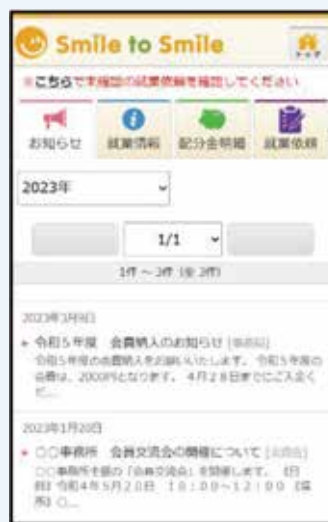 Smile to Smile
トップ
※こちらで未確認の就業依頼を確認してください
お知らせ
就業情報
配分金明細
就業依頼
2023年
1/1
1件 ～ 3件 (全 3件)
2023年3月9日
令和5年度 会費納入のお知らせ
令和5年度の会費納入をお願いいたします。 令和5年度の
会費は、2000円となります。 4月28日までにご入金く
だ...
2023年1月20日
○○事務所 会員交流会の開催について
○○事務所主催の「会員交流会」を開催します。 【日
時】令和4年5月20日 10:00～12:00 【場
所】○...